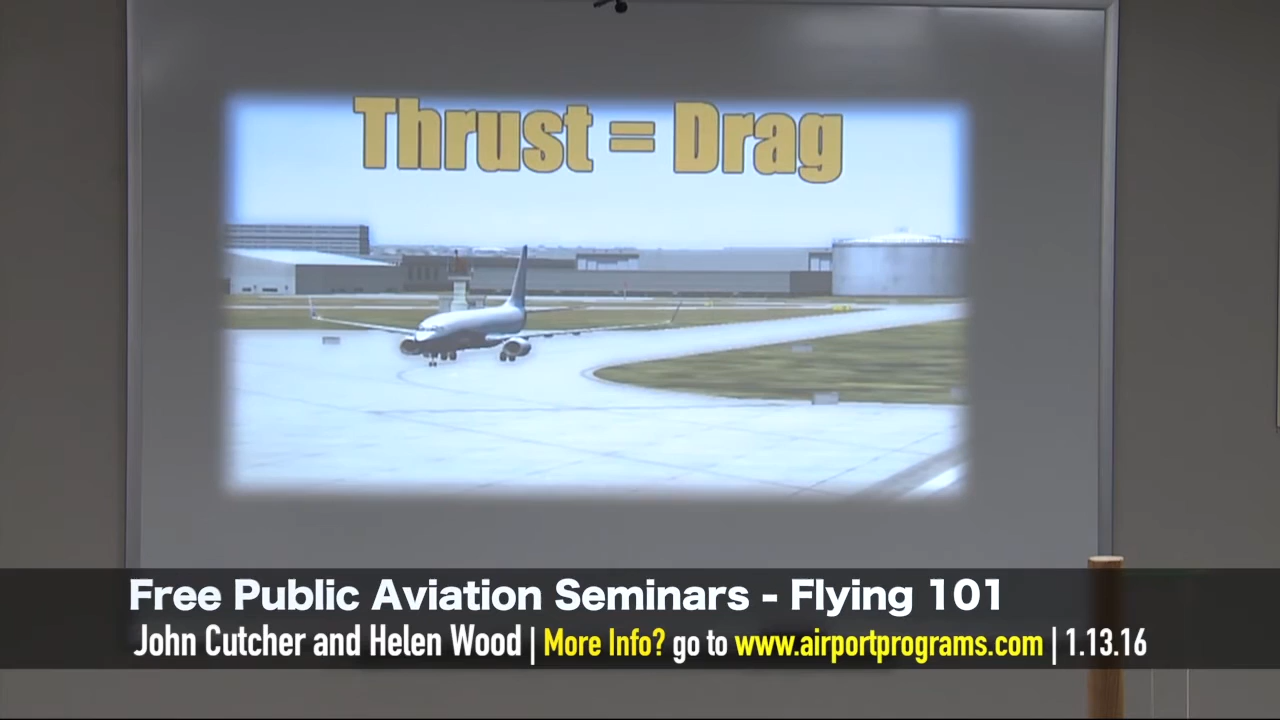 Thrust = Drag
Free Public Aviation Seminars - Flying 101
John Cutcher and Helen Wood | More Info? go to www.airportprograms.com | 1.13.16